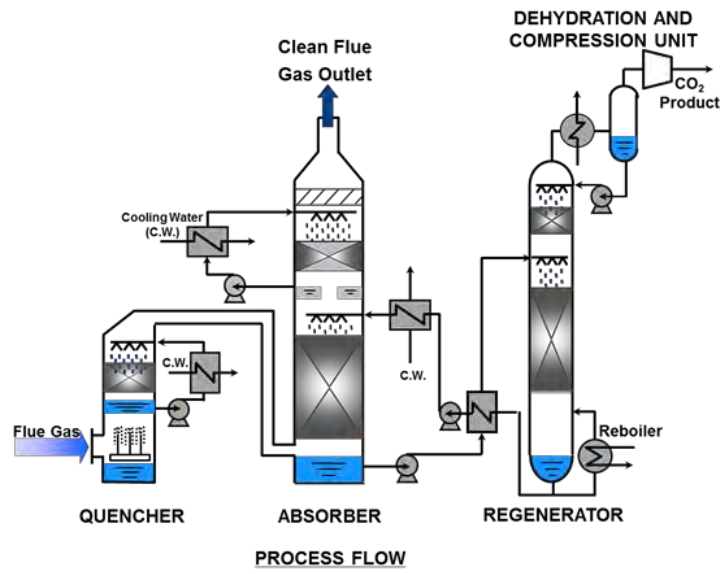 DEHYDRATION AND
COMPRESSION UNIT
Clean Flue
Gas Outlet
CO₂
Product
Cooling Water
(C.W.)
C.W.
C.W.
Flue Gas
Reboiler
QUENCHER
ABSORBER
REGENERATOR
PROCESS FLOW